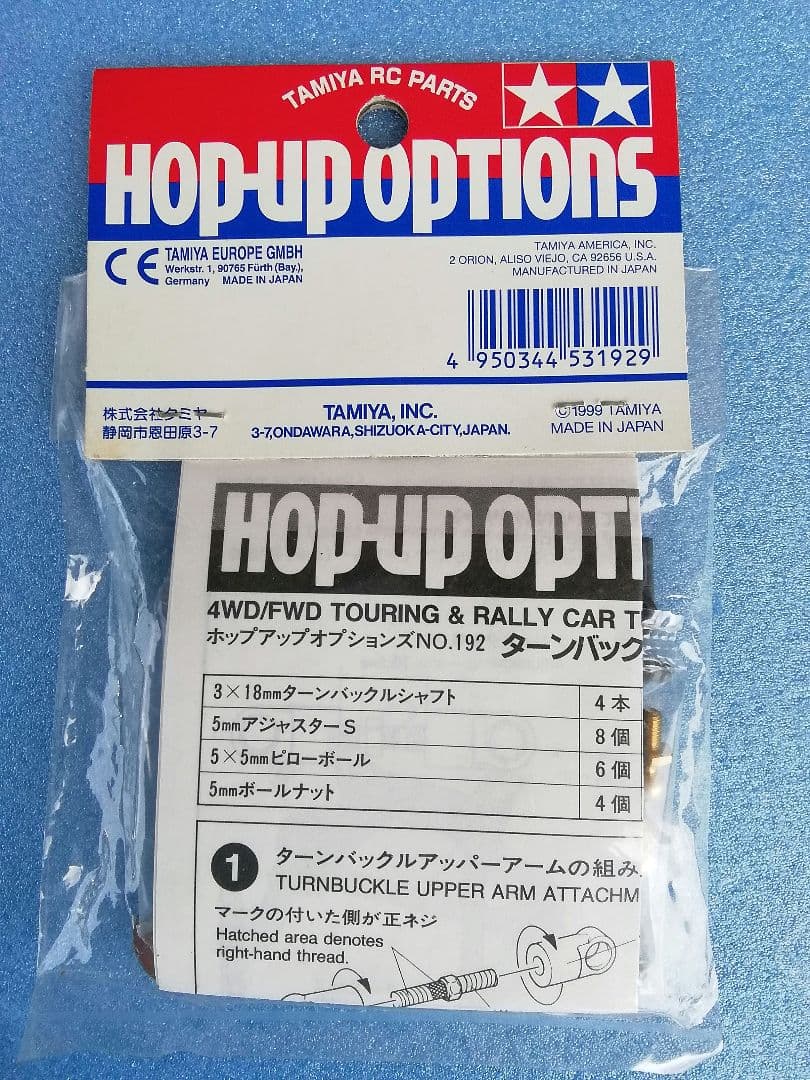 TAMIYA RC PARTS
HOP-UP OPTIONS
CE
TAMIYA EUROPE GMBH
Werkstr. 1, 90765 Fürth (Bay.),
Germany MADE IN JAPAN
TAMIYA AMERICA, INC.
2 ORION, ALISO VIEJO, CA 92656 U.S.A.
MANUFACTURED IN JAPAN
4 950344 531929
株式会社タミヤ
静岡市恩田原3-7
TAMIYA, INC.
3-7,ONDAWARA,SHIZUOKA-CITY,JAPAN.
©1999 TAMIYA
MADE IN JAPAN
HOP-UP OPTI
4WD/FWD TOURING & RALLY CAR T
ホップアップオプションズNO.192 ターンバック
3×18mmターンバックルシャフト 4本
5mmアジャスターS 8個
5×5mmピローボール 6個
5mmボールナット 4個
1 ターンバックルアッパーアームの組み
TURNBUCKLE UPPER ARM ATTACHM
マークの付いた側が正ネジ
Hatched area denotes
right-hand thread.